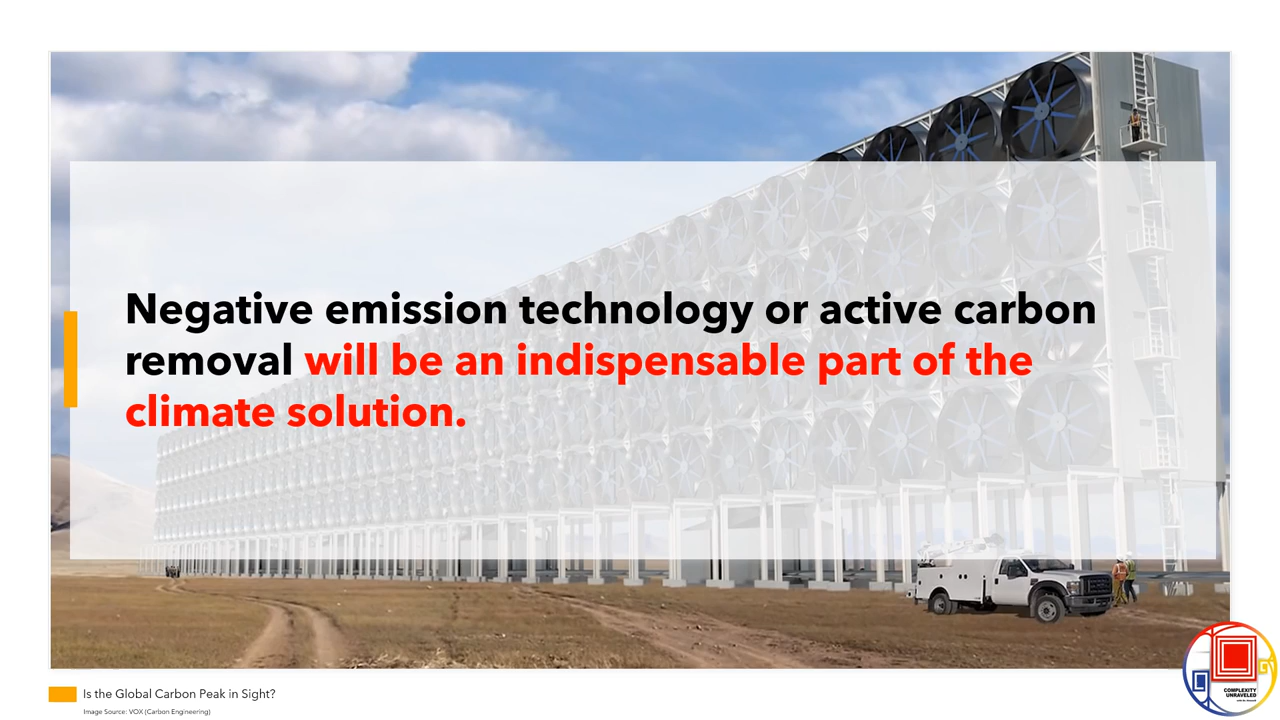 Negative emission technology or active carbon
removal will be an indispensable part of the
climate solution.
Is the Global Carbon Peak in Sight?
Image Source: VOX (Carbon Engineering)
COMPLEXITY
UNRAVELED